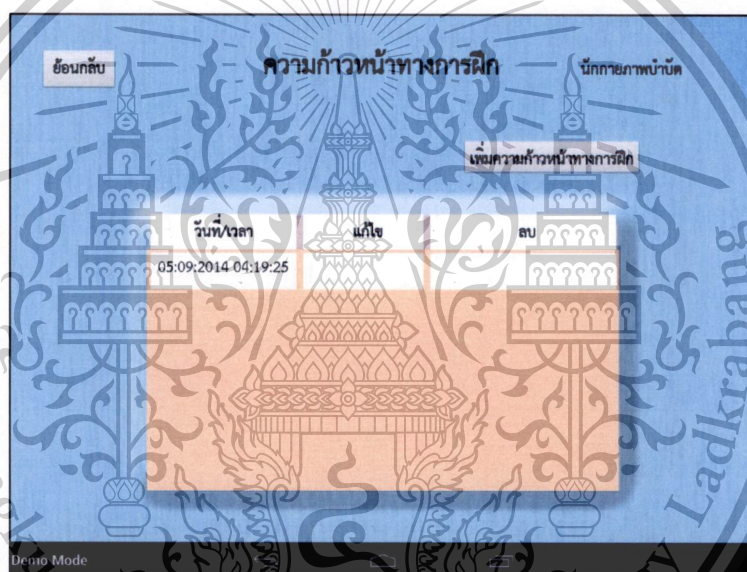 ย้อนกลับ ความก้าวหน้าทางการฝึก นักกายภาพบำบัด
เพิ่มความก้าวหน้าทางการฝึก
วันที่/เวลา แก้ไข ลบ
05:09:2014 04:19:25
Demo Mode
Ladkrabang